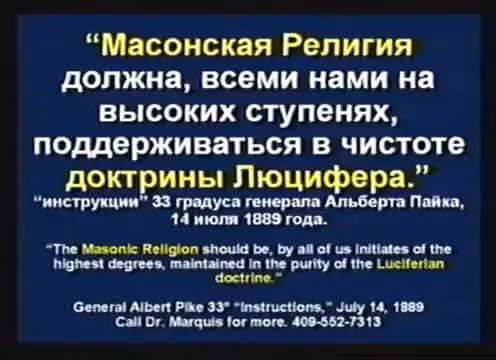 “Масонская Религия
должна, всеми нами на
высоких ступенях,
поддерживаться в чистоте
доктрины Люцифера.”
“инструкции” 33 градуса генерала Альберта Пайка,
14 июля 1889 года.
“The Masonic Religion should be, by all of us initiates of the
highest degrees, maintained in the purity of the Luciferian
doctrine.”
General Albert Pike 33° “Instructions,” July 14, 1889
Call Dr. Marquis for more. 409-552-7313